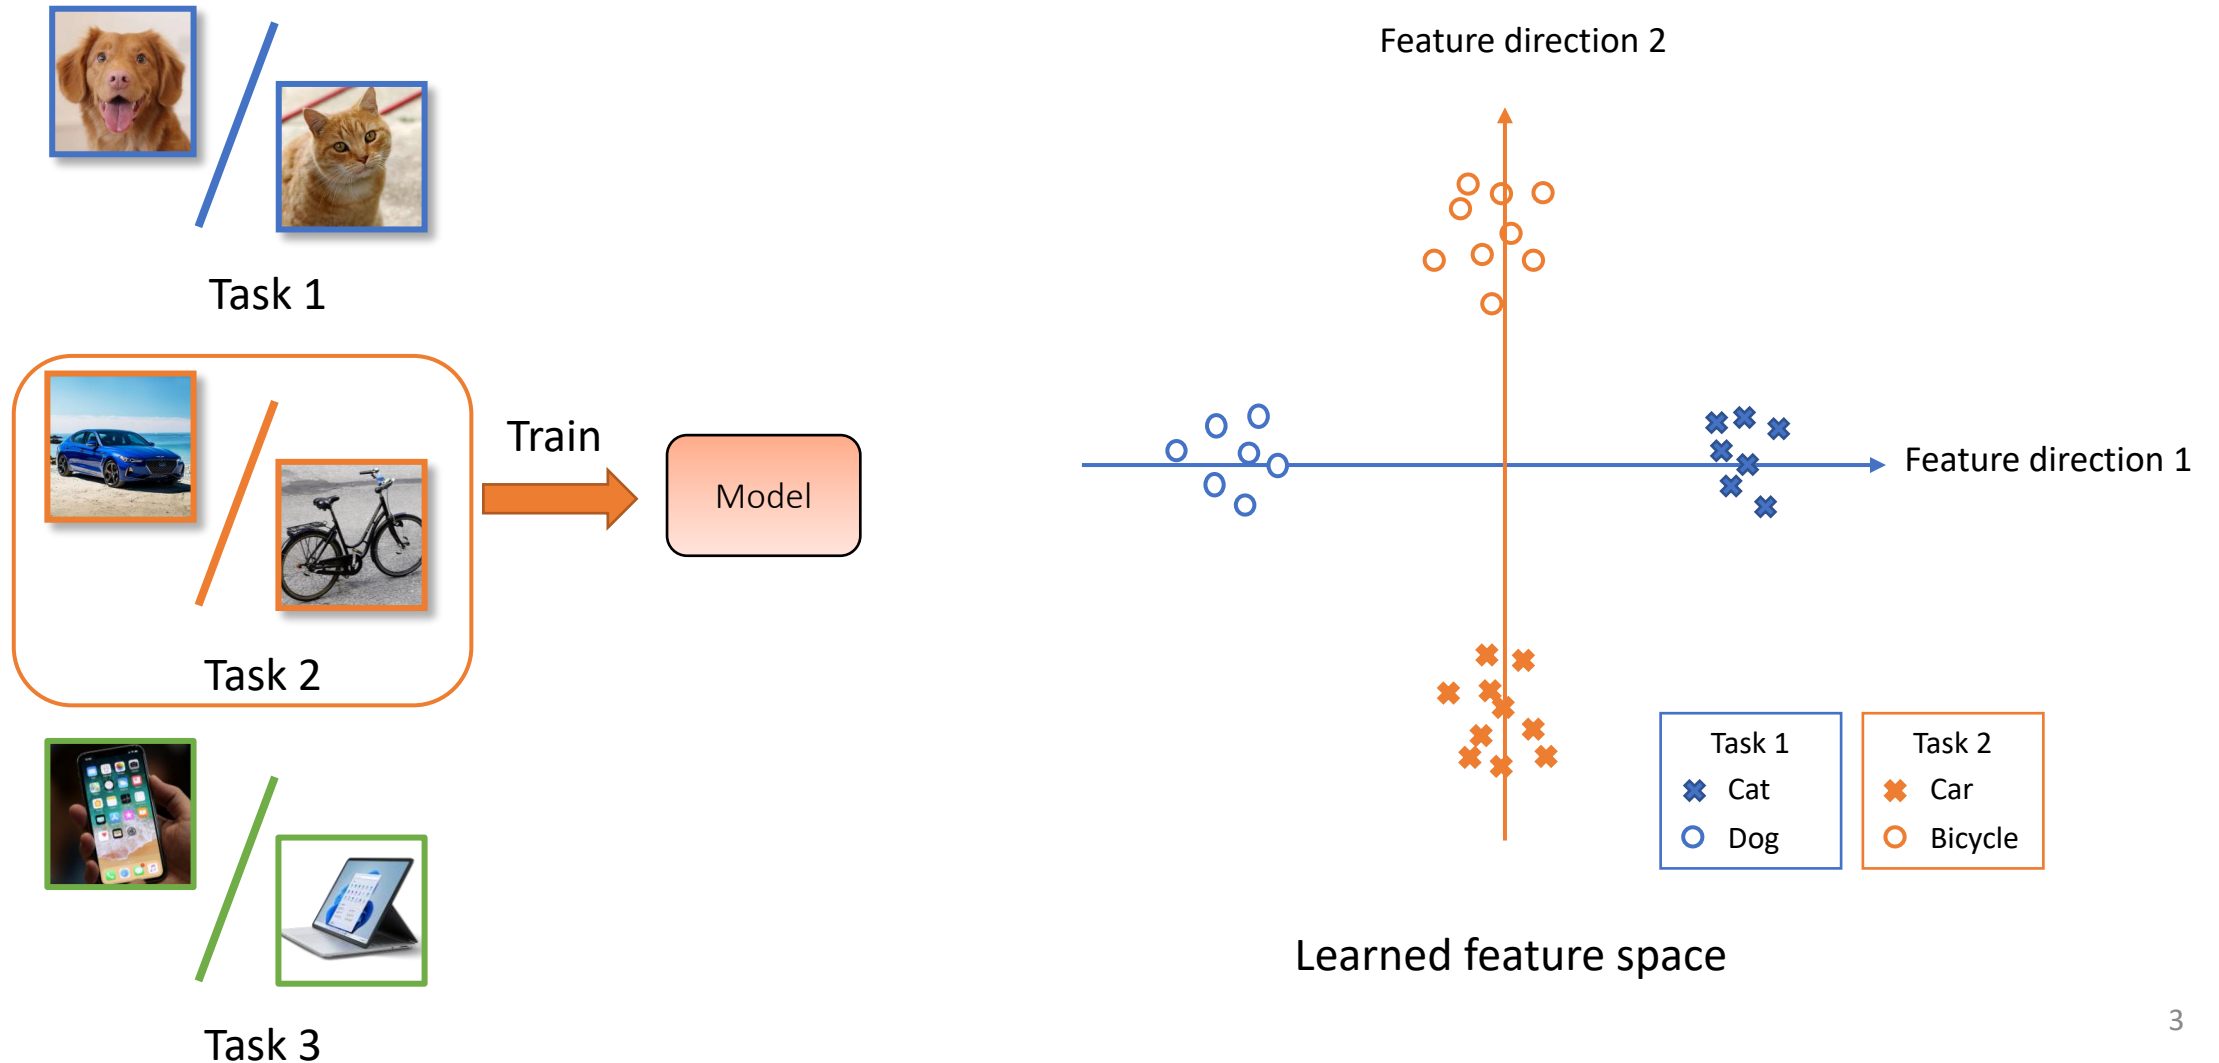 Task 1
Task 2
Task 3
Train
Model
Feature direction 2
Feature direction 1
Task 1
Cat
Dog
Task 2
Car
Bicycle
Learned feature space
3